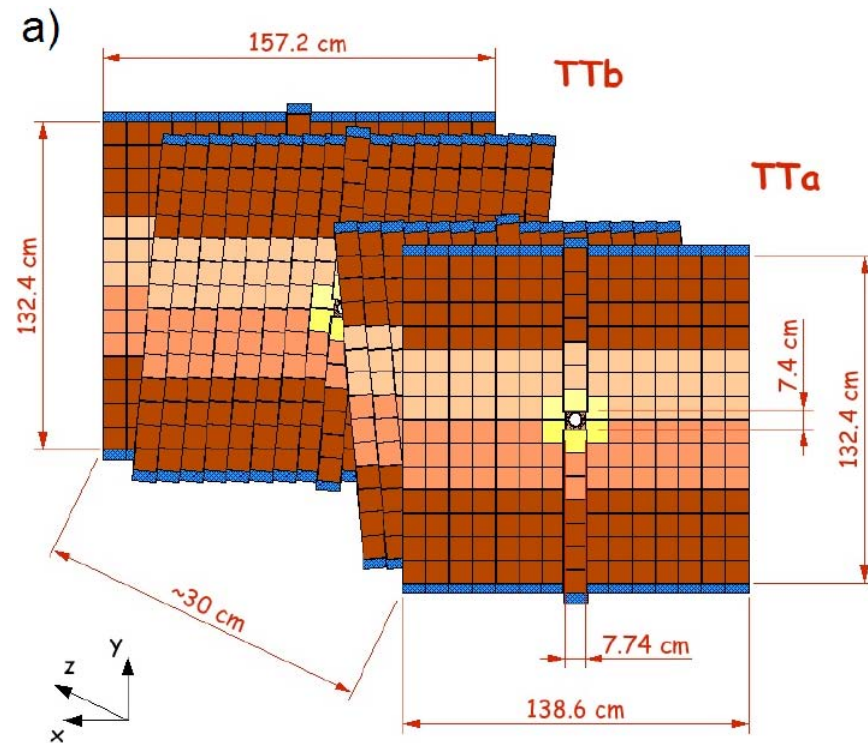 a)
157.2 cm
TTb
TTa
132.4 cm
7.4 cm
132.4 cm
~30 cm
7.74 cm
138.6 cm
Y
Z
X